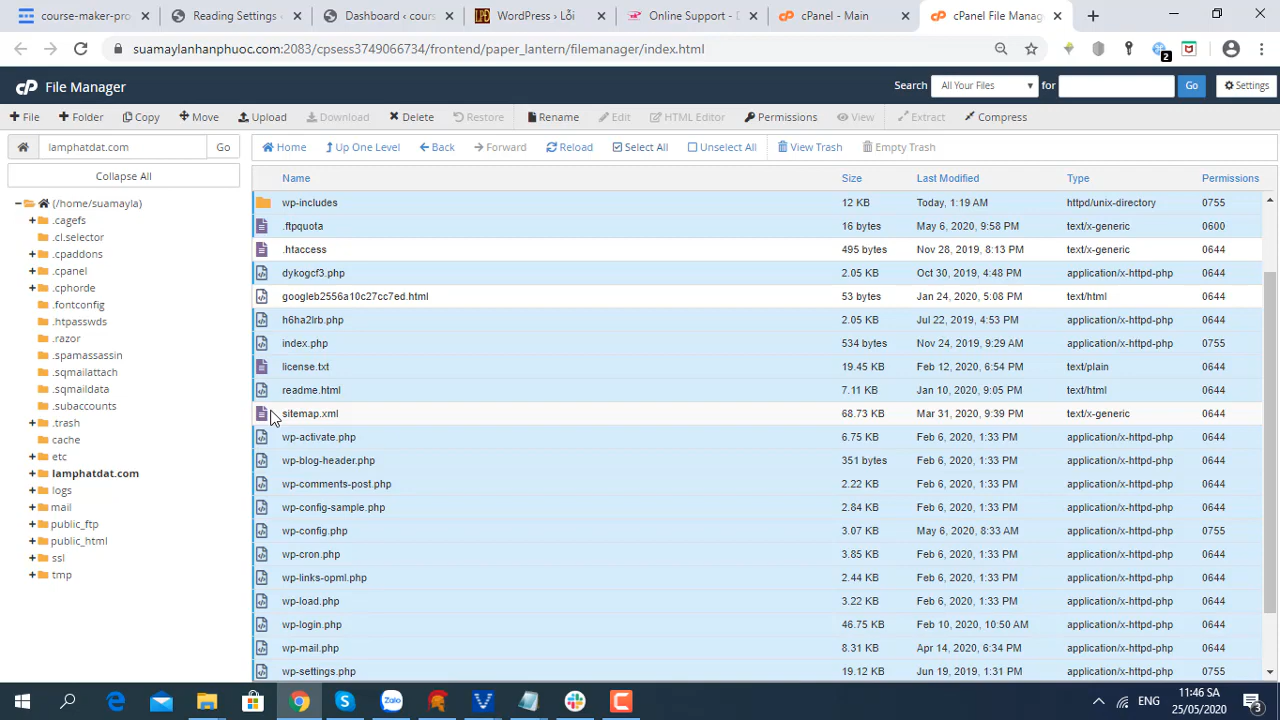 course-maker-pro
Reading Settings ‹
Dashboard ‹ cours
WordPress › Lỗi
Online Support
cPanel - Main
cPanel File Manag
suamaylanhanphuoc.com:2083/cpsess3749066734/frontend/paper_lantern/filemanager/index.html
2
cP File Manager
Search All Your Files for Go Settings
File Folder Copy Move Upload Download Delete Restore Rename Edit HTML Editor Permissions View Extract Compress
lamphatdat.com Go
Home Up One Level Back Forward Reload Select All Unselect All View Trash Empty Trash
Collapse All
(/home/suamayla)
.cagefs
.cl.selector
.cpaddons
.cpanel
.cphorde
.fontconfig
.htpasswds
.razor
.spamassassin
.sqmailattach
.sqmaildata
.subaccounts
.trash
cache
etc
lamphatdat.com
logs
mail
public_ftp
public_html
ssl
tmp
Name Size Last Modified Type Permissions
wp-includes 12 KB Today, 1:19 AM httpd/unix-directory 0755
.ftpquota 16 bytes May 6, 2020, 9:58 PM text/x-generic 0600
.htaccess 495 bytes Nov 28, 2019, 8:13 PM text/x-generic 0644
dykogcf3.php 2.05 KB Oct 30, 2019, 4:48 PM application/x-httpd-php 0644
googleb2556a10c27cc7ed.html 53 bytes Jan 24, 2020, 5:08 PM text/html 0644
h6ha2lrb.php 2.05 KB Jul 22, 2019, 4:53 PM application/x-httpd-php 0644
index.php 534 bytes Nov 24, 2019, 9:29 AM application/x-httpd-php 0755
license.txt 19.45 KB Feb 12, 2020, 6:54 PM text/plain 0644
readme.html 7.11 KB Jan 10, 2020, 9:05 PM text/html 0644
sitemap.xml 68.73 KB Mar 31, 2020, 9:39 PM text/x-generic 0644
wp-activate.php 6.75 KB Feb 6, 2020, 1:33 PM application/x-httpd-php 0644
wp-blog-header.php 351 bytes Feb 6, 2020, 1:33 PM application/x-httpd-php 0644
wp-comments-post.php 2.22 KB Feb 6, 2020, 1:33 PM application/x-httpd-php 0644
wp-config-sample.php 2.84 KB Feb 6, 2020, 1:33 PM application/x-httpd-php 0644
wp-config.php 3.07 KB May 6, 2020, 8:33 AM application/x-httpd-php 0755
wp-cron.php 3.85 KB Feb 6, 2020, 1:33 PM application/x-httpd-php 0644
wp-links-opml.php 2.44 KB Feb 6, 2020, 1:33 PM application/x-httpd-php 0644
wp-load.php 3.22 KB Feb 6, 2020, 1:33 PM application/x-httpd-php 0644
wp-login.php 46.75 KB Feb 10, 2020, 10:50 AM application/x-httpd-php 0644
wp-mail.php 8.31 KB Apr 14, 2020, 6:34 PM application/x-httpd-php 0644
wp-settings.php 19.12 KB Jun 19, 2019, 1:31 PM application/x-httpd-php 0755
ENG
11:46 SA
25/05/2020
3